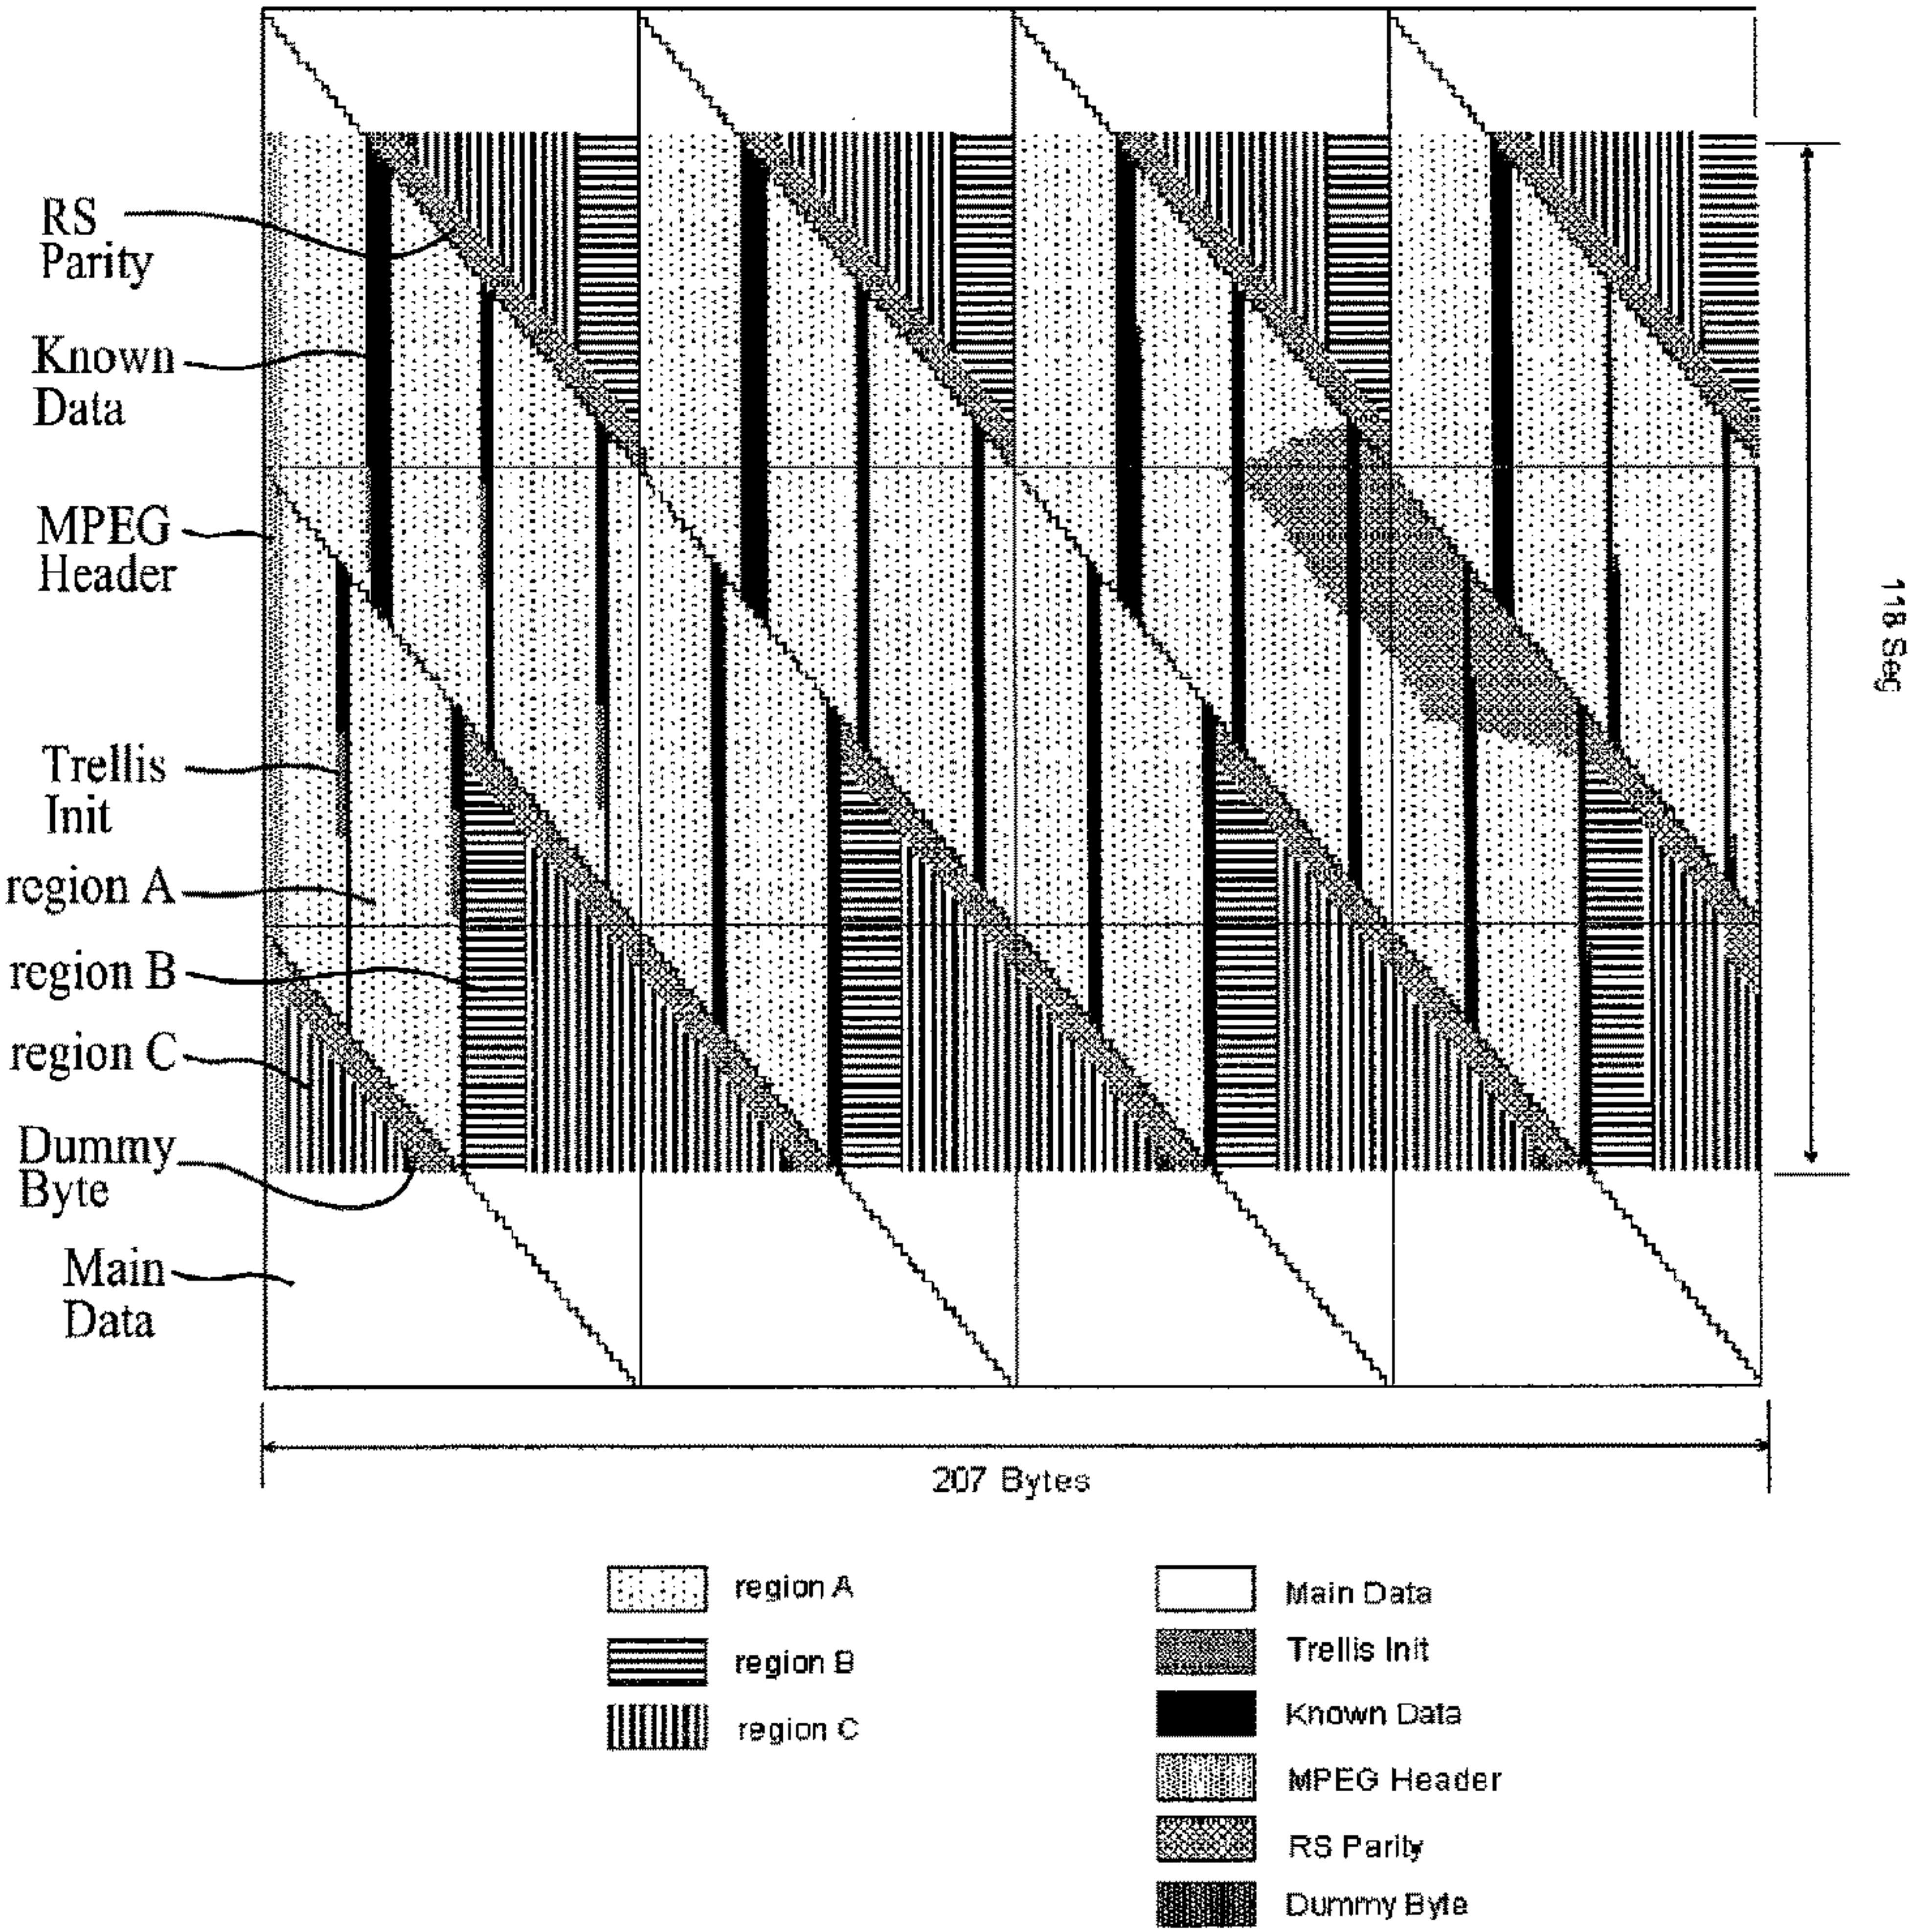 RS
Parity
Known
Data
MPEG
Header
Trellis
Init
region A
region B
region C
Dummy
Byte
Main
Data
118 Seg
207 Bytes
region A
region B
region C
Main Data
Trellis Init
Known Data
MPEG Header
RS Parity
Dummy Byte